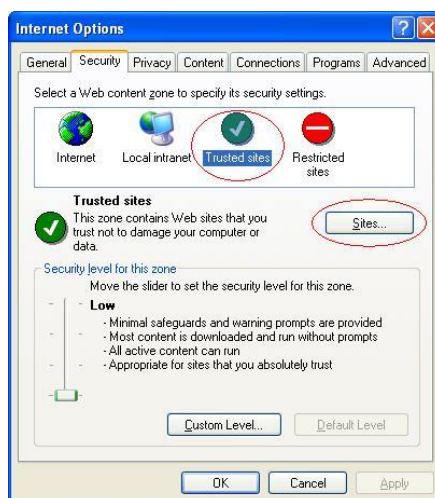 Internet Options
General Security Privacy Content Connections Programs Advanced
Select a Web content zone to specify its security settings.
Internet Local intranet Trusted sites Restricted sites
Trusted sites
This zone contains Web sites that you
trust not to damage your computer or
data.
Sites...
Security level for this zone
Move the slider to set the security level for this zone.
Low
- Minimal safeguards and warning prompts are provided
- Most content is downloaded and run without prompts
- All active content can run
- Appropriate for sites that you absolutely trust
Custom Level... Default Level
OK Cancel Apply